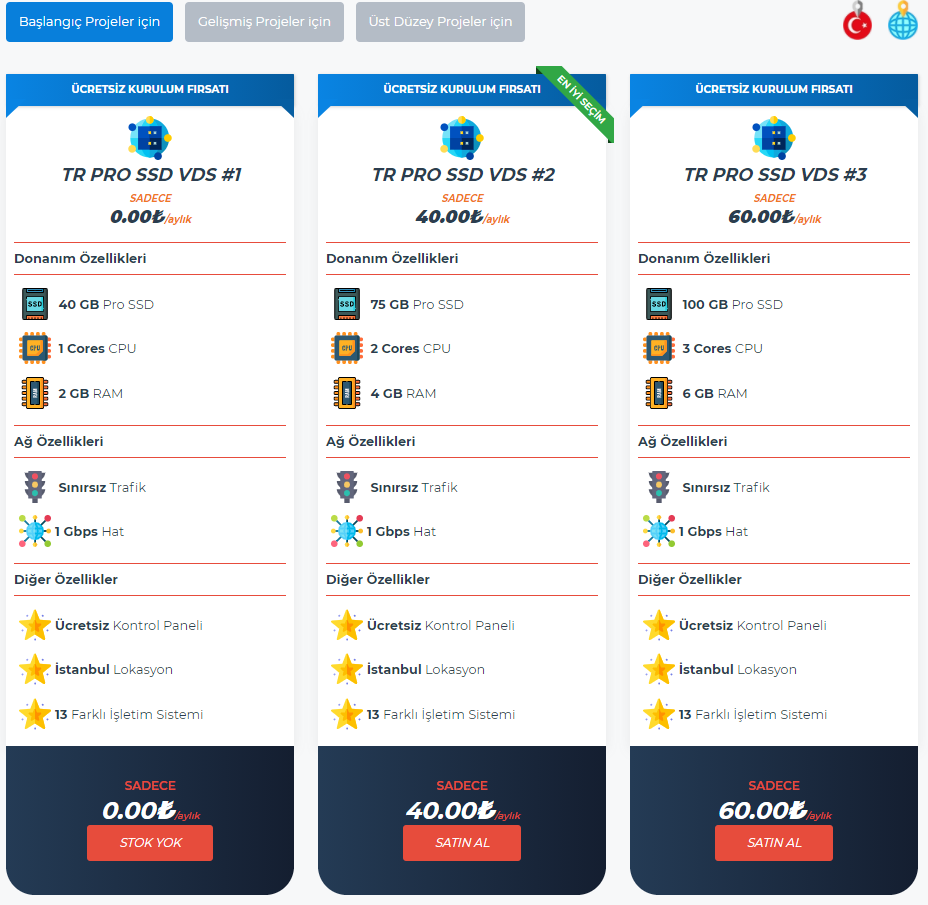 Başlangıç Projeler için
Gelişmiş Projeler için
Üst Düzey Projeler için
ÜCRETSİZ KURULUM FIRSATI
TR PRO SSD VDS #1
SADECE
0.00₺/aylık
Donanım Özellikleri
SSD
40 GB Pro SSD
CPU
1 Cores CPU
RAM
2 GB RAM
Ağ Özellikleri
Sınırsız Trafik
1 Gbps Hat
Diğer Özellikler
Ücretsiz Kontrol Paneli
İstanbul Lokasyon
13 Farklı İşletim Sistemi
SADECE
0.00₺/aylık
STOK YOK
ÜCRETSİZ KURULUM FIRSATI
EN İYİ SEÇİM
TR PRO SSD VDS #2
SADECE
40.00₺/aylık
Donanım Özellikleri
SSD
75 GB Pro SSD
CPU
2 Cores CPU
RAM
4 GB RAM
Ağ Özellikleri
Sınırsız Trafik
1 Gbps Hat
Diğer Özellikler
Ücretsiz Kontrol Paneli
İstanbul Lokasyon
13 Farklı İşletim Sistemi
SADECE
40.00₺/aylık
SATIN AL
ÜCRETSİZ KURULUM FIRSATI
TR PRO SSD VDS #3
SADECE
60.00₺/aylık
Donanım Özellikleri
SSD
100 GB Pro SSD
CPU
3 Cores CPU
RAM
6 GB RAM
Ağ Özellikleri
Sınırsız Trafik
1 Gbps Hat
Diğer Özellikler
Ücretsiz Kontrol Paneli
İstanbul Lokasyon
13 Farklı İşletim Sistemi
SADECE
60.00₺/aylık
SATIN AL